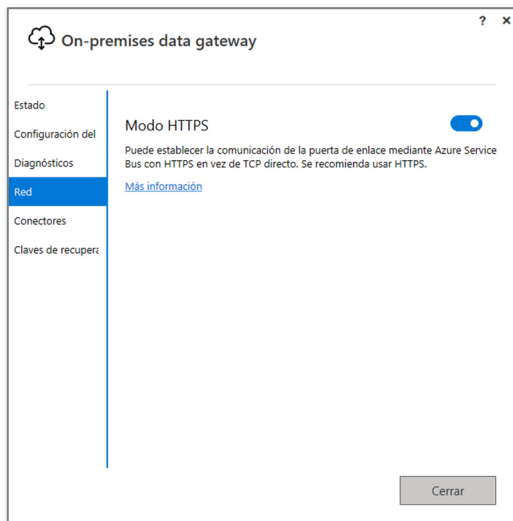 ? ×
On-premises data gateway
Estado
Configuración del
Diagnósticos
Red
Conectores
Claves de recupera
Modo HTTPS
Puede establecer la comunicación de la puerta de enlace mediante Azure Service
Bus con HTTPS en vez de TCP directo. Se recomienda usar HTTPS.
Más información
Cerrar